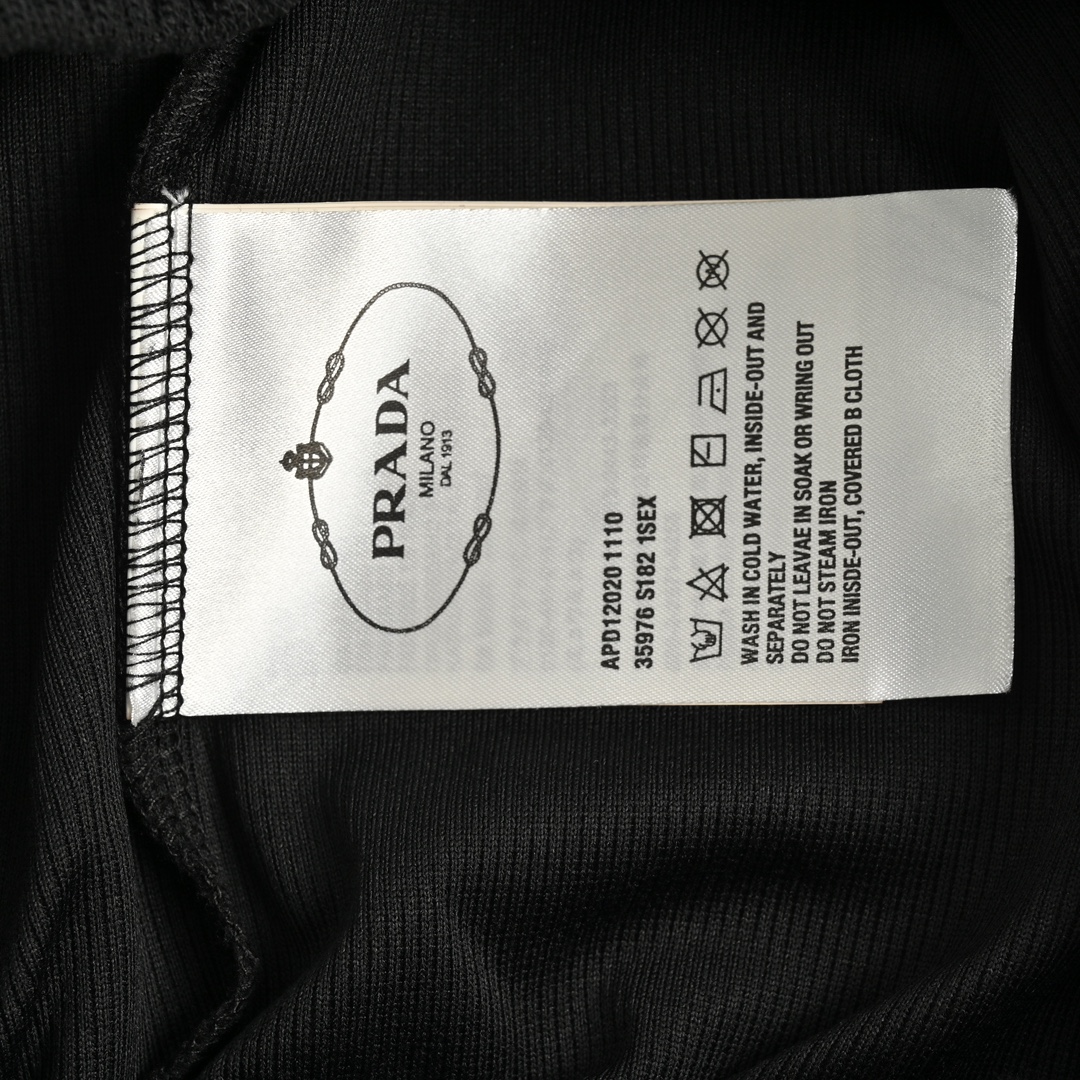 PRADA
MILANO
DAL 1913
APD12020 1110
35976 S182 1SEX
WASH IN COLD WATER, INSIDE-OUT AND
SEPARATELY
DO NOT LEAVAE IN SOAK OR WRING OUT
DO NOT STEAM IRON
IRON INISDE-OUT, COVERED B CLOTH